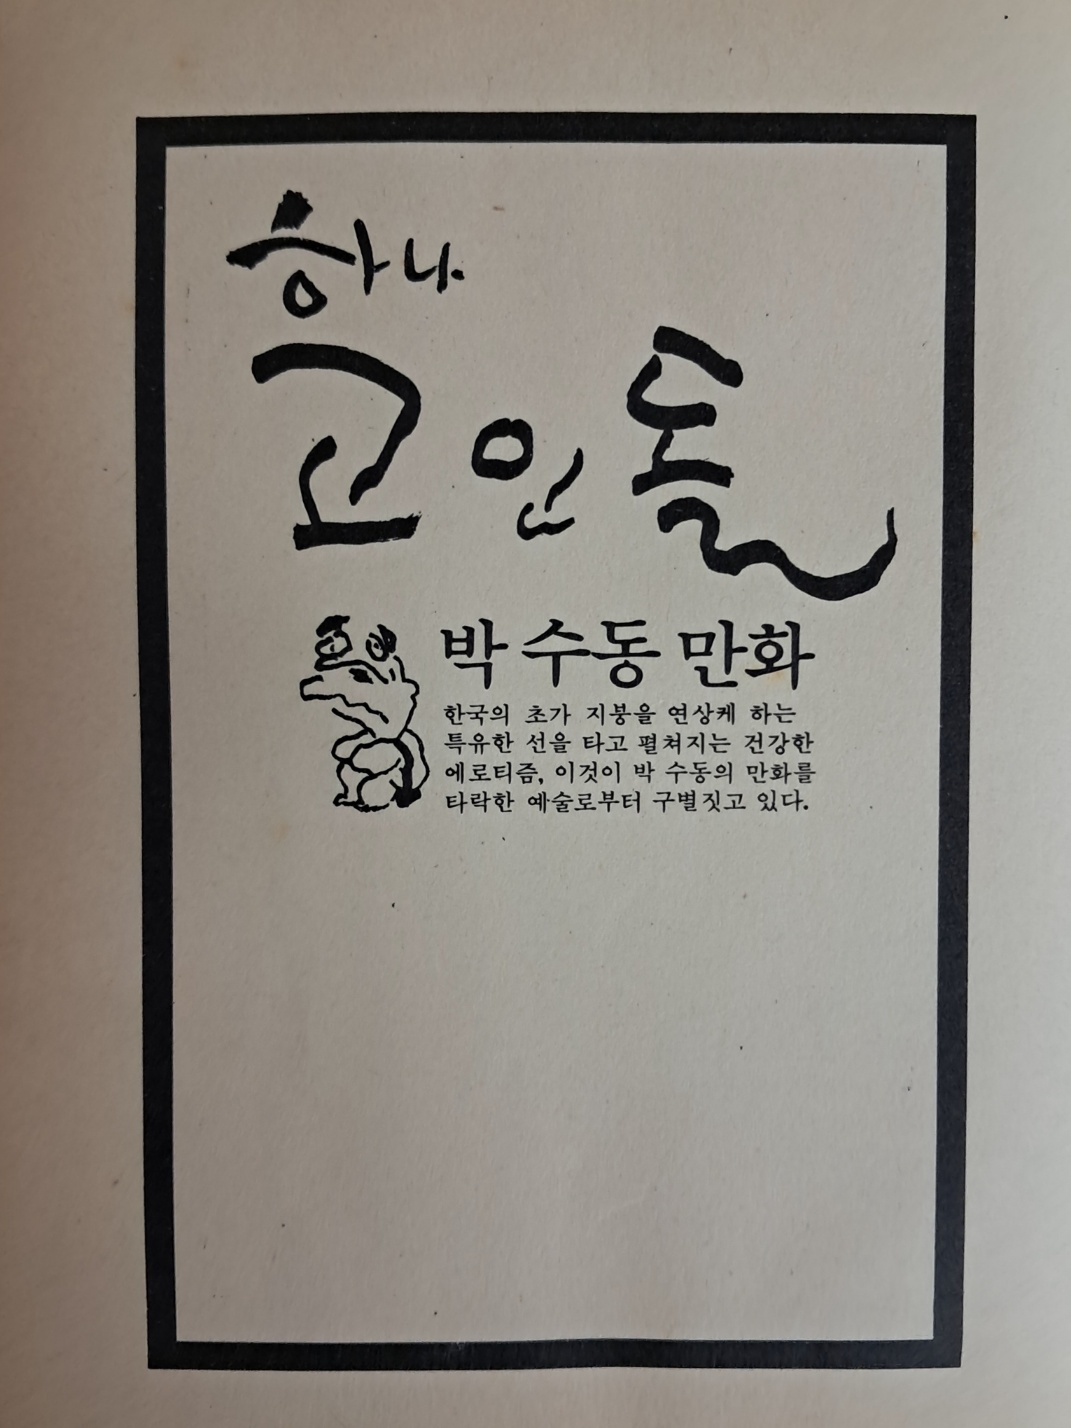 하나
고인돌
박 수동 만화
한국의 초가 지붕을 연상케 하는
특유한 선을 타고 펼쳐지는 건강한
에로티즘, 이것이 박 수동의 만화를
타락한 예술로부터 구별짓고 있다.